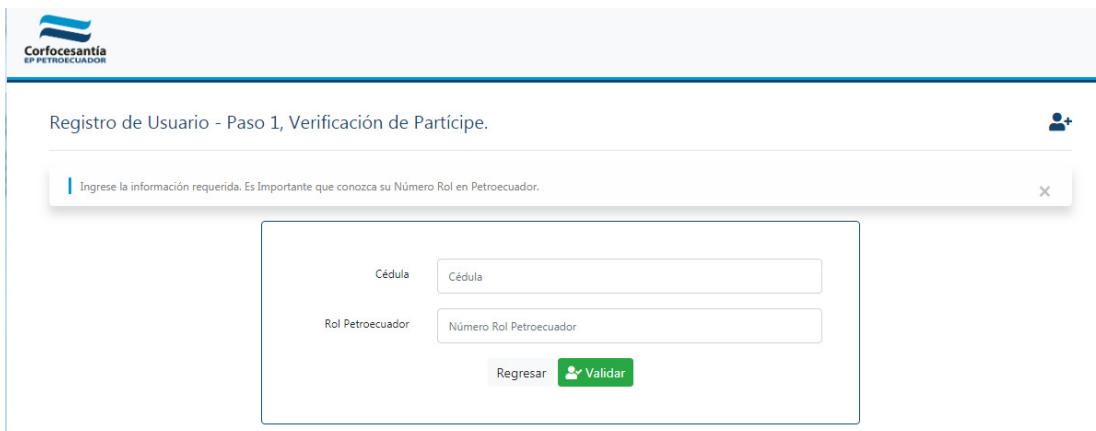 Corfocesantía
EP PETROECUADOR
Registro de Usuario - Paso 1, Verificación de Partícipe.
Ingrese la información requerida. Es Importante que conozca su Número Rol en Petroecuador.
×
Cédula
Cédula
Rol Petroecuador
Número Rol Petroecuador
Regresar
Validar